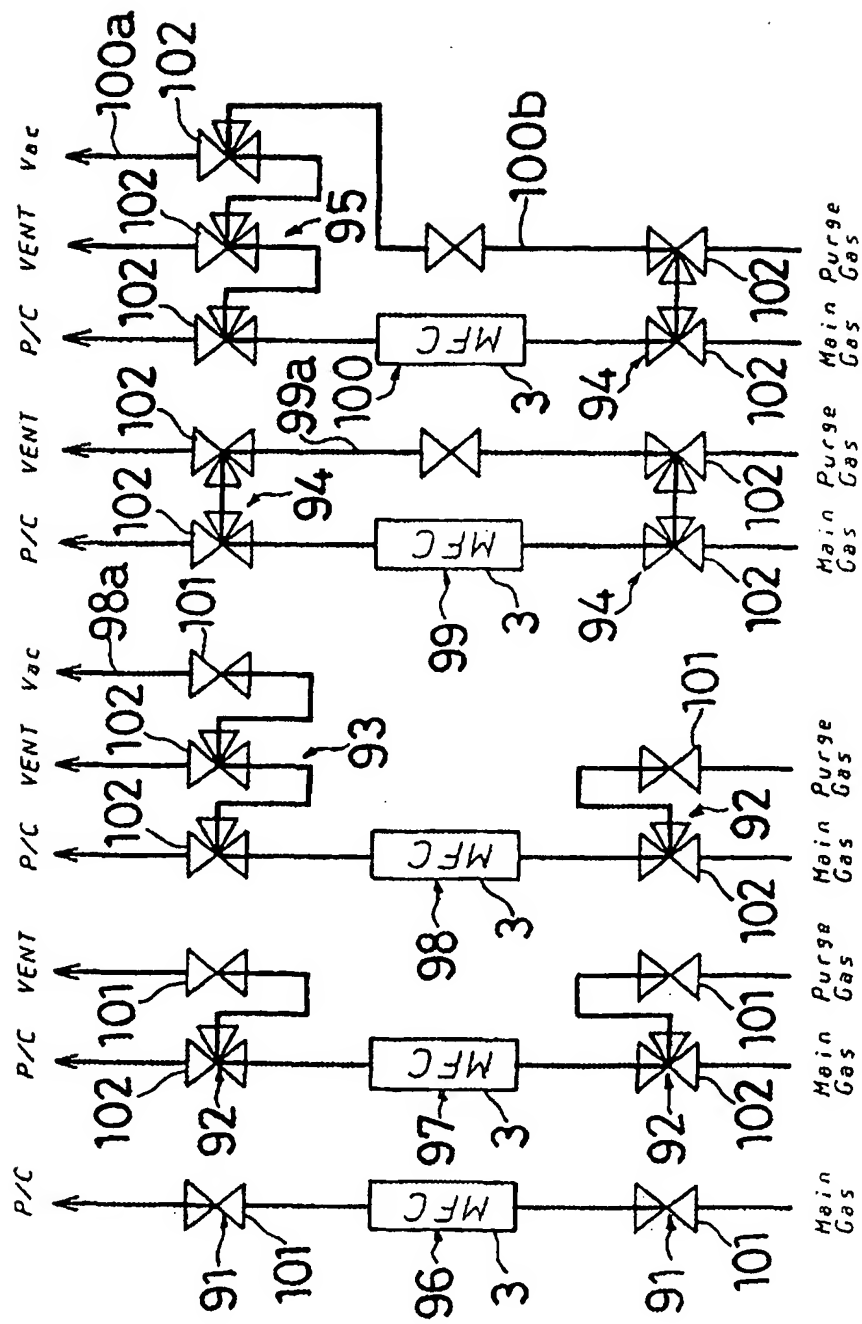 100a
102
98a
P/C
P/C VENT
P/C VENT Vac
P/C VENT
P/C VENT Vac
102
101
102
102
101
102
102
102
102
91
101
92
93
94
95
MFC
MFC
MFC
MFC
MFC
96
3
97
3
98
3
99
3
99a
100
3
100b
91
101
92
102
101
102
92
101
94
102
102
94
102
102
Main Gas
Main Gas
Purge Gas
Main Gas
Purge Gas
Main Gas
Purge Gas
Main Gas
Purge Gas